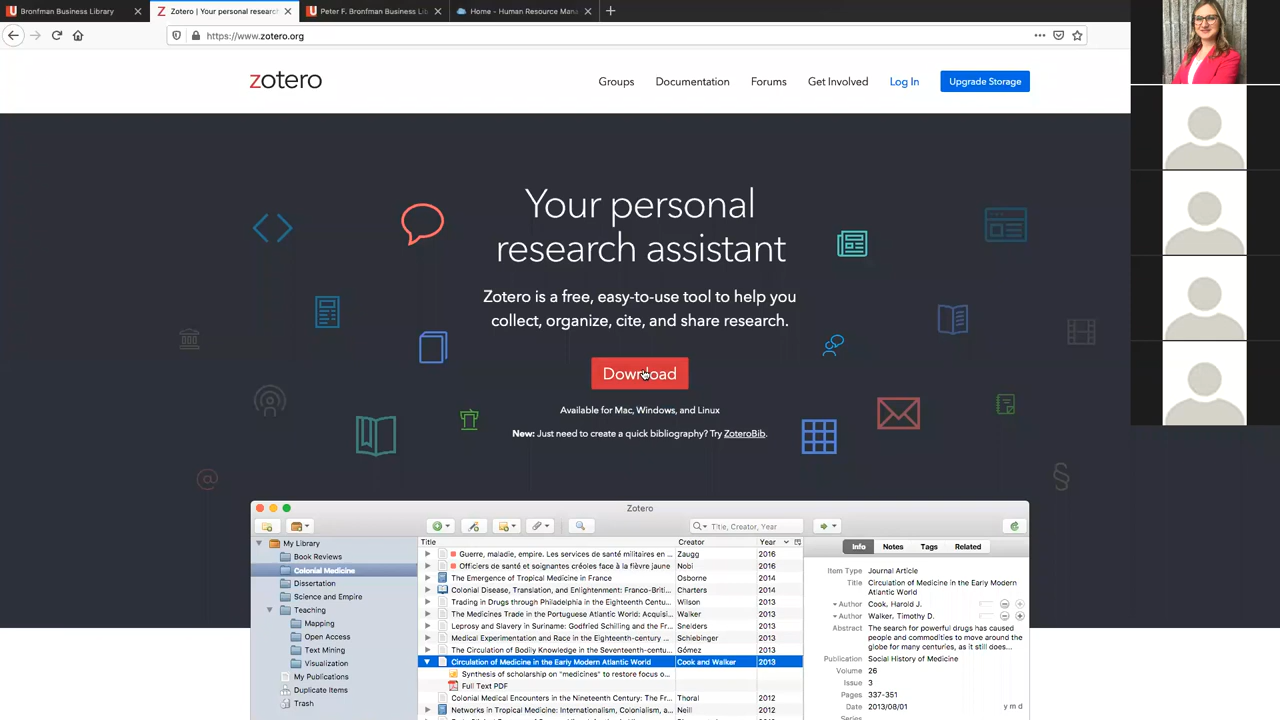 Bronfman Business Library
Zotero | Your personal resear
Peter F. Bronfman Business Li
Home - Human Resource Man
https://www.zotero.org
zotero
Groups
Documentation
Forums
Get Involved
Log In
Upgrade Storage
Your personal
research assistant
Zotero is a free, easy-to-use tool to help you
collect, organize, cite, and share research.
Download
Available for Mac, Windows, and Linux
New: Just need to create a quick bibliography? Try ZoteroBib.
Zotero
Title, Creator, Year
My Library
Book Reviews
Colonial Medicine
Dissertation
Science and Empire
Teaching
Mapping
Open Access
Text Mining
Visualization
My Publications
Duplicate Items
Trash
Title Creator Year
Guerre, maladie, empire. Les services de santé militaires en ... Zaugg 2016
Officiers de santé et soignantes créoles face à la fièvre jaune Nobi 2016
The Emergence of Tropical Medicine in France Osborne 2014
Colonial Disease, Translation, and Enlightenment: Franco-Briti... Charters 2014
Trading in Drugs through Philadelphia in the Eighteenth Centu... Wilson 2013
The Medicines Trade in the Portuguese Atlantic World: Acquisi... Walker 2013
Leprosy and Slavery in Suriname: Godfried Schilling and the Fr... Snelders 2013
Medical Experimentation and Race in the Eighteenth-century ... Schiebinger 2013
The Circulation of Bodily Knowledge in the Seventeenth-centu... Gómez 2013
Circulation of Medicine in the Early Modern Atlantic World Cook and Walker 2013
Synthesis of scholarship on "medicines" to restore focus o...
Full Text PDF
Colonial Medical Encounters in the Nineteenth Century: The Fr... Thoral 2012
Networks in Tropical Medicine: Internationalism, Colonialism, a... Neill 2012
Info
Notes
Tags
Related
Item Type Journal Article
Title Circulation of Medicine in the Early Modern
Atlantic World
Author Cook, Harold J.
Author Walker, Timothy D.
Abstract The search for powerful drugs has caused
people and commodities to move around the
globe for many centuries, as it still does...
Publication Social History of Medicine
Volume 26
Issue 3
Pages 337-351
Date 2013/08/01 y m d
Series